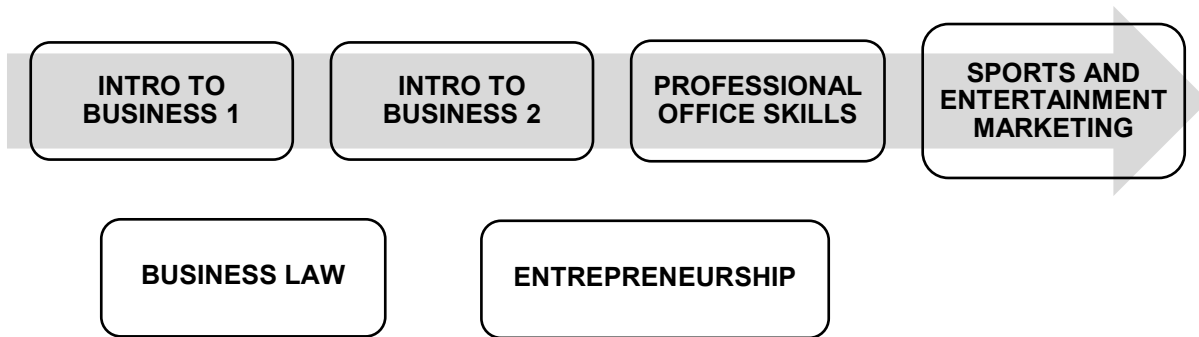 INTRO TO
BUSINESS 1
INTRO TO
BUSINESS 2
PROFESSIONAL
OFFICE SKILLS
SPORTS AND
ENTERTAINMENT
MARKETING
BUSINESS LAW
ENTREPRENEURSHIP